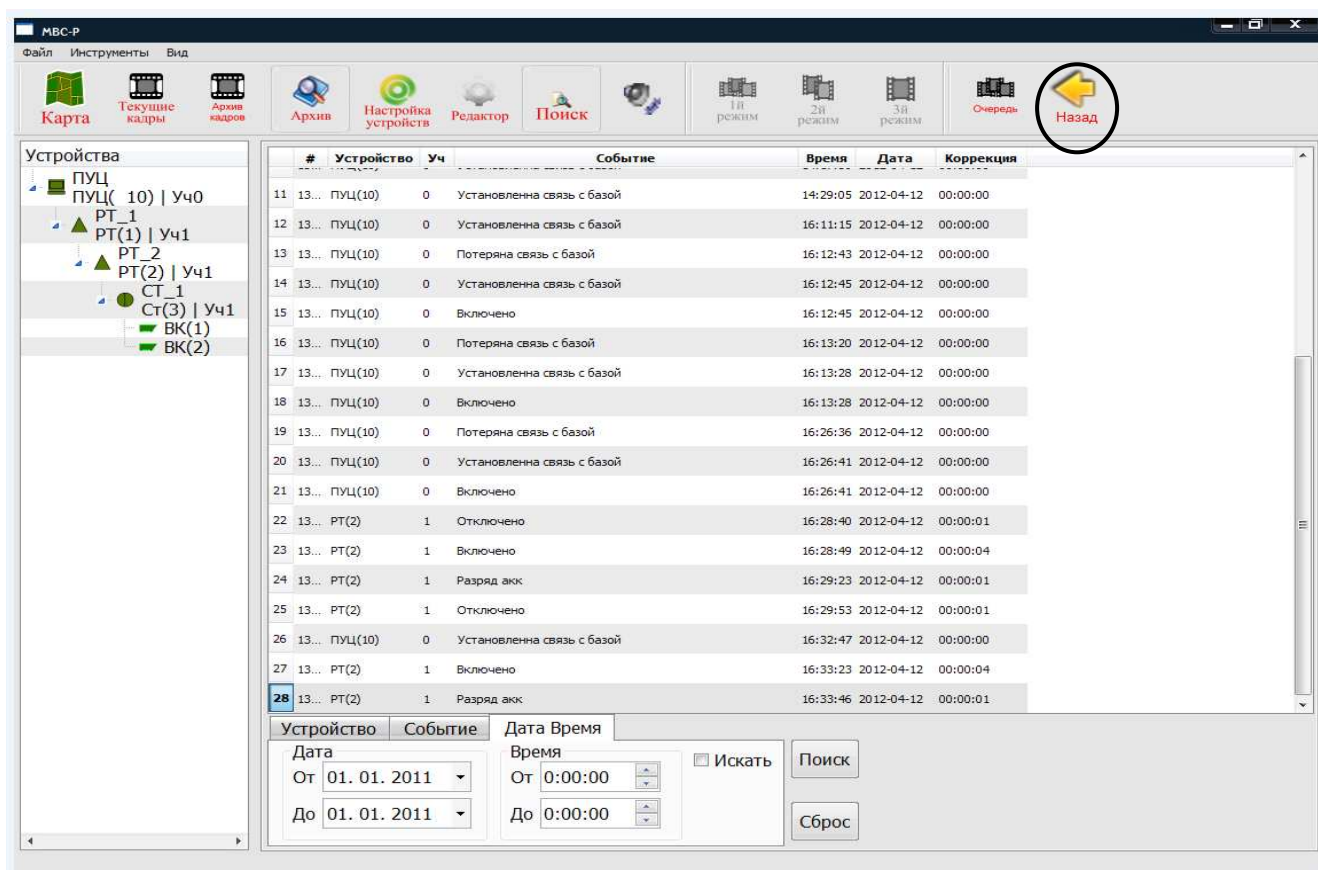 МВС-Р
Файл Инструменты Вид
Карта
Текущие
кадры
Архив
кадров
Архив
Настройка
устройств
Редактор
Поиск
1й
режим
2й
режим
3й
режим
Очередь
Назад
Устройства
ПУЦ
ПУЦ( 10) | Уч0
РТ_1
РТ(1) | Уч1
РТ_2
РТ(2) | Уч1
СТ_1
Ст(3) | Уч1
ВК(1)
ВК(2)
# Устройство Уч Событие Время Дата Коррекция
11 13... ПУЦ(10) 0 Установленна связь с базой 14:29:05 2012-04-12 00:00:00
12 13... ПУЦ(10) 0 Установленна связь с базой 16:11:15 2012-04-12 00:00:00
13 13... ПУЦ(10) 0 Потеряна связь с базой 16:12:43 2012-04-12 00:00:00
14 13... ПУЦ(10) 0 Установленна связь с базой 16:12:45 2012-04-12 00:00:00
15 13... ПУЦ(10) 0 Включено 16:12:45 2012-04-12 00:00:00
16 13... ПУЦ(10) 0 Потеряна связь с базой 16:13:20 2012-04-12 00:00:00
17 13... ПУЦ(10) 0 Установленна связь с базой 16:13:28 2012-04-12 00:00:00
18 13... ПУЦ(10) 0 Включено 16:13:28 2012-04-12 00:00:00
19 13... ПУЦ(10) 0 Потеряна связь с базой 16:26:36 2012-04-12 00:00:00
20 13... ПУЦ(10) 0 Установленна связь с базой 16:26:41 2012-04-12 00:00:00
21 13... ПУЦ(10) 0 Включено 16:26:41 2012-04-12 00:00:00
22 13... РТ(2) 1 Отключено 16:28:40 2012-04-12 00:00:01
23 13... РТ(2) 1 Включено 16:28:49 2012-04-12 00:00:04
24 13... РТ(2) 1 Разряд акк 16:29:23 2012-04-12 00:00:01
25 13... РТ(2) 1 Отключено 16:29:53 2012-04-12 00:00:01
26 13... ПУЦ(10) 0 Установленна связь с базой 16:32:47 2012-04-12 00:00:00
27 13... РТ(2) 1 Включено 16:33:23 2012-04-12 00:00:04
28 13... РТ(2) 1 Разряд акк 16:33:46 2012-04-12 00:00:01
Устройство Событие Дата Время
Дата Время
Искать Поиск
От 01. 01. 2011 От 0:00:00
До 01. 01. 2011 До 0:00:00
Сброс